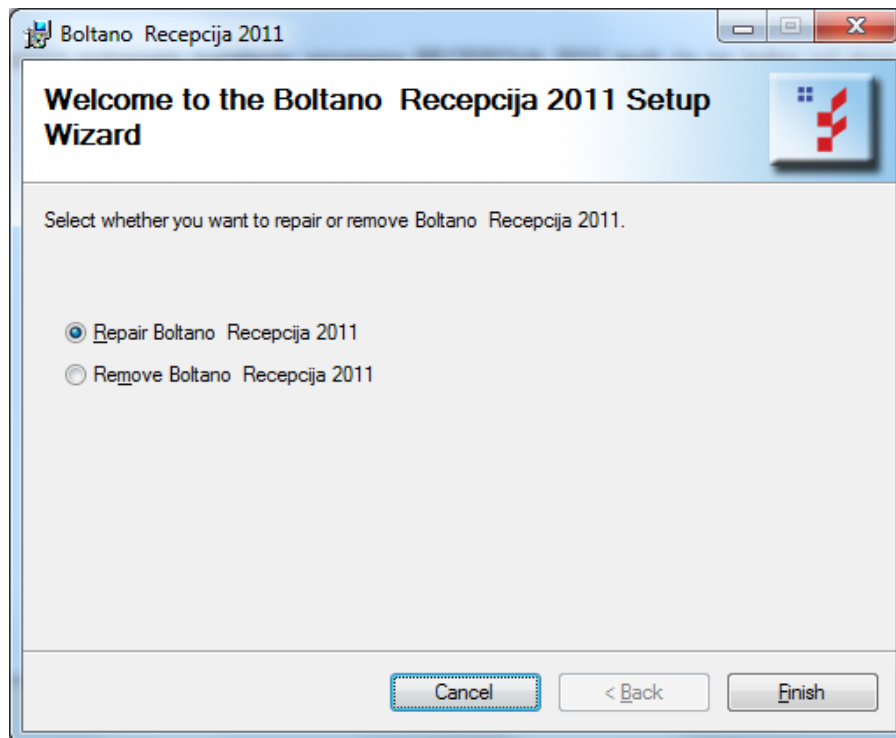 Boltano  Recepcija 2011
Welcome to the Boltano  Recepcija 2011 Setup
Wizard
Select whether you want to repair or remove Boltano  Recepcija 2011.
Repair Boltano  Recepcija 2011
Remove Boltano  Recepcija 2011
Cancel
< Back
Finish